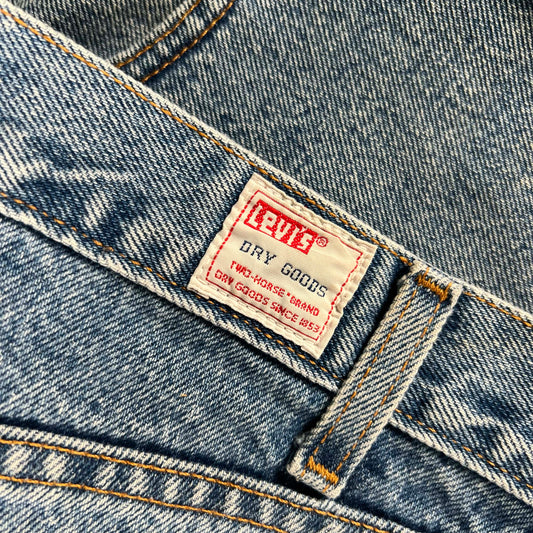 Levi's®
DRY GOODS
TWO-HORSE "BRAND
DRY GOODS SINCE 1853